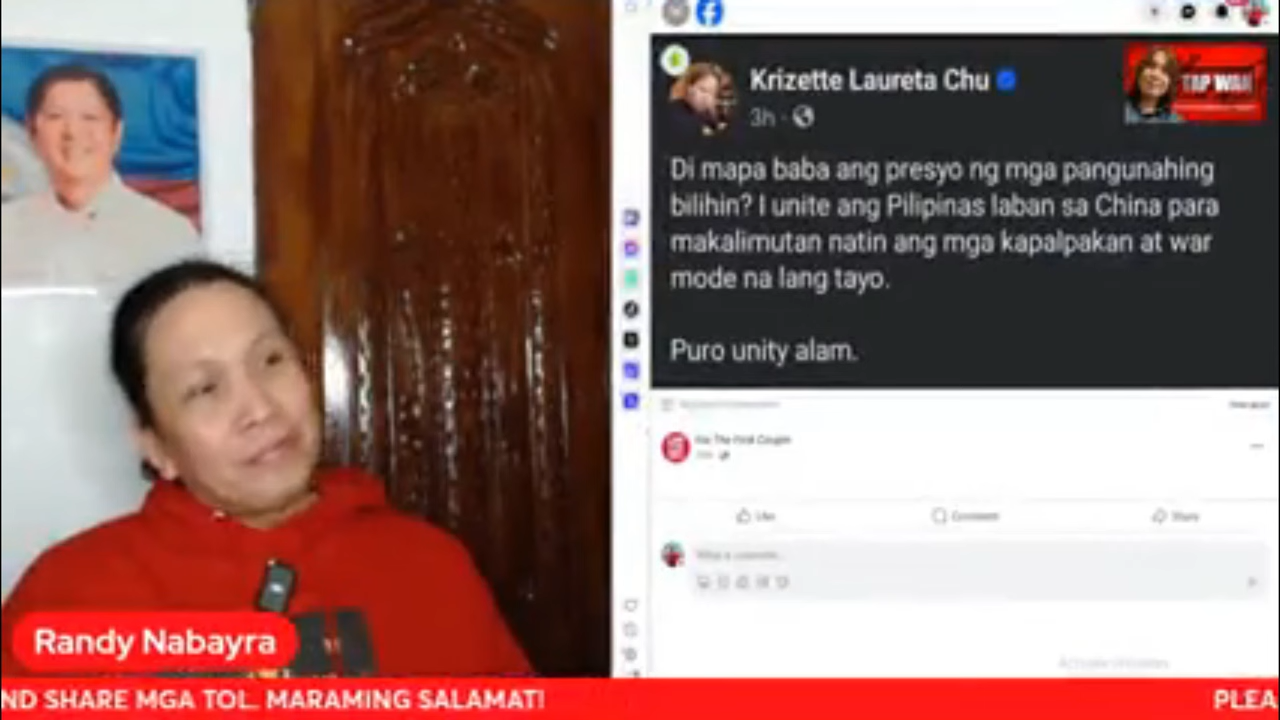 Krizette Laureta Chu
3h
TAP WAR
Di mapa baba ang presyo ng mga pangunahing
bilihin? I unite ang Pilipinas laban sa China para
makalimutan natin ang mga kapalpakan at war
mode na lang tayo.
Puro unity alam.
Like
Comment
Share
Randy Nabayra
ND SHARE MGA TOL. MARAMING SALAMAT!
PLEA